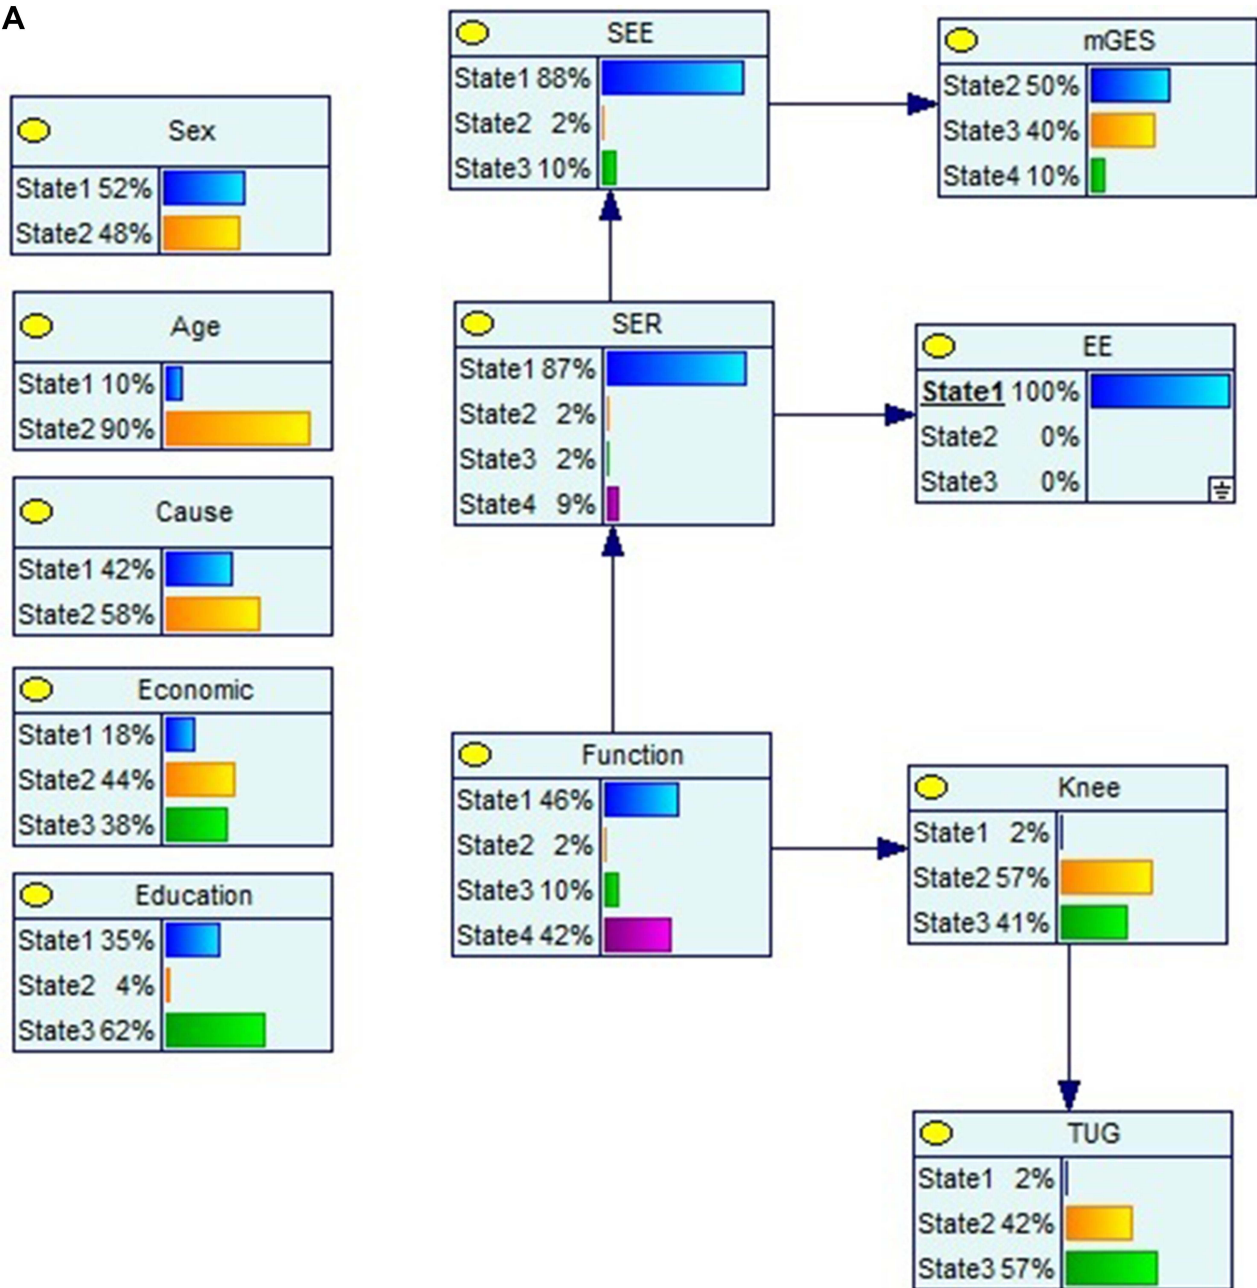 A
Sex
State1 52%
State2 48%
Age
State1 10%
State2 90%
Cause
State1 42%
State2 58%
Economic
State1 18%
State2 44%
State3 38%
Education
State1 35%
State2 4%
State3 62%
SEE
State1 88%
State2 2%
State3 10%
mGES
State2 50%
State3 40%
State4 10%
SER
State1 87%
State2 2%
State3 2%
State4 9%
EE
State1 100%
State2 0%
State3 0%
Function
State1 46%
State2 2%
State3 10%
State4 42%
Knee
State1 2%
State2 57%
State3 41%
TUG
State1 2%
State2 42%
State3 57%